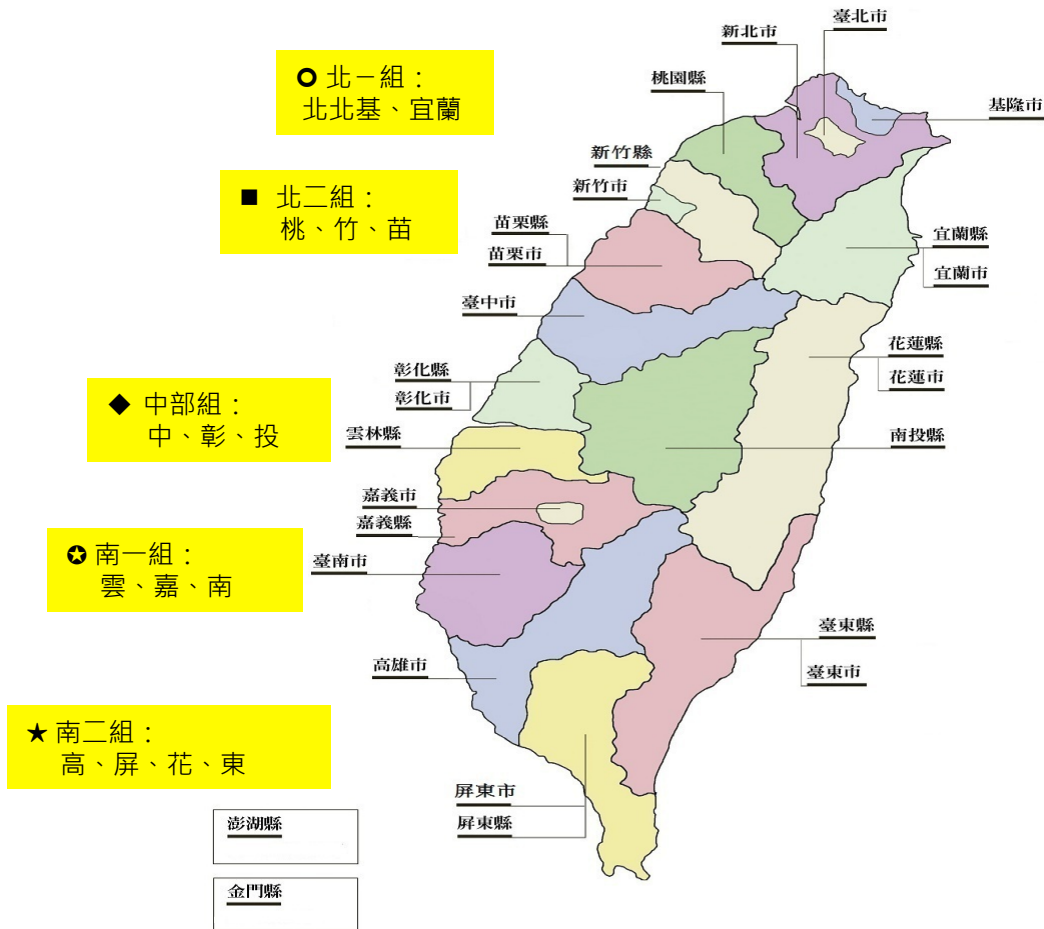 臺北市
新北市
○ 北一組：
北北基、宜蘭
桃園縣
基隆市
新竹縣
新竹市
■ 北二組：
桃、竹、苗
苗栗縣
苗栗市
宜蘭縣
宜蘭市
臺中市
花蓮縣
花蓮市
彰化縣
彰化市
◆ 中部組：
中、彰、投
雲林縣
南投縣
嘉義市
嘉義縣
✪ 南一組：
雲、嘉、南
臺南市
臺東縣
臺東市
高雄市
★ 南二組：
高、屏、花、東
屏東市
屏東縣
澎湖縣
金門縣